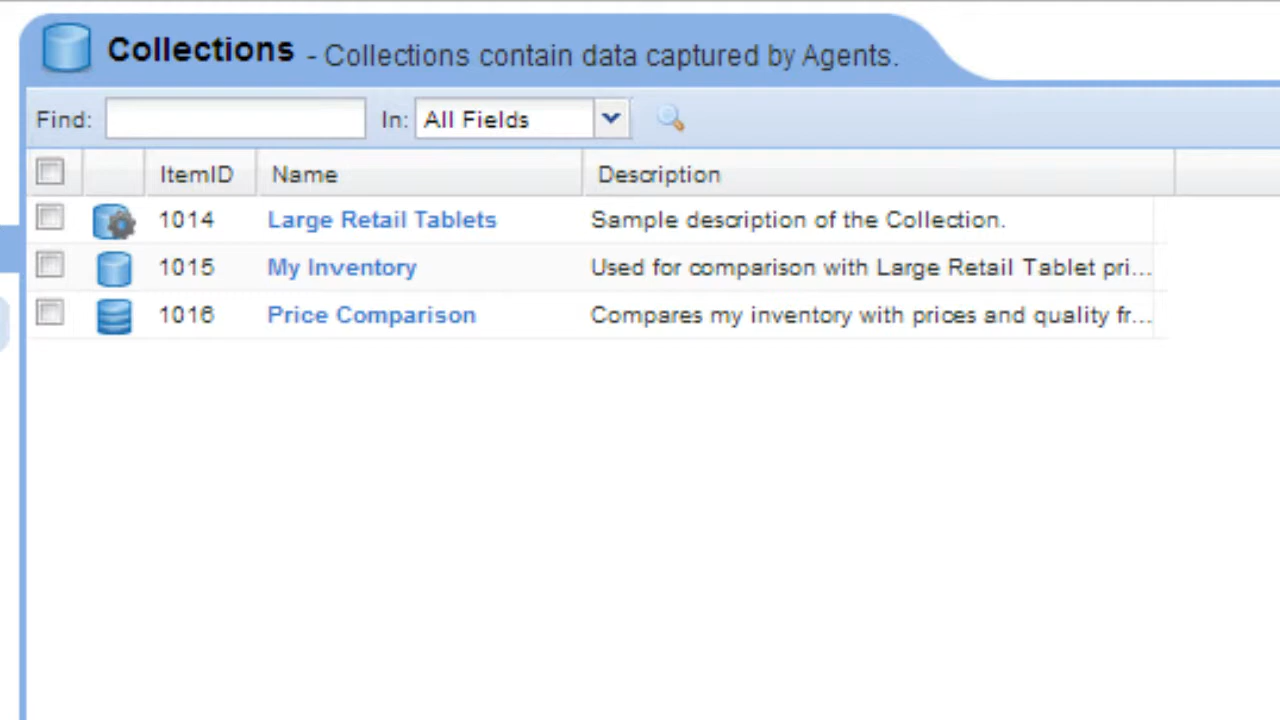 Collections - Collections contain data captured by Agents.
Find: In: All Fields
ItemID Name Description
1014 Large Retail Tablets Sample description of the Collection.
1015 My Inventory Used for comparison with Large Retail Tablet pri...
1016 Price Comparison Compares my inventory with prices and quality fr...